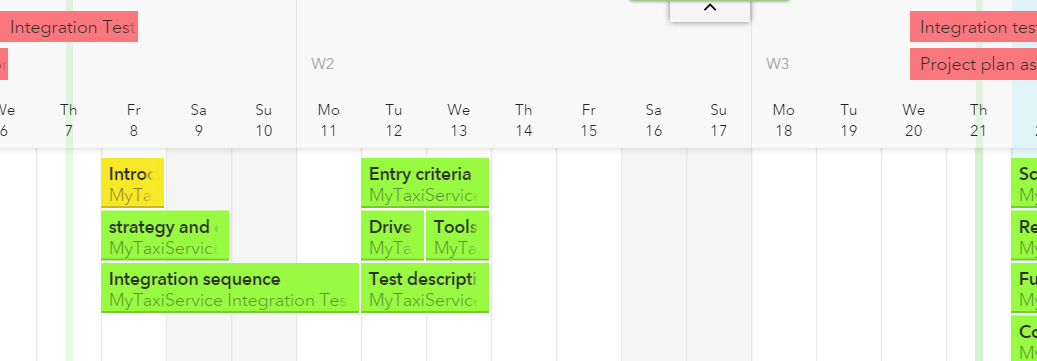 Integration Test
Integration test
W2
W3
Project plan as
We Th Fr Sa Su Mo Tu We Th Fr Sa Su Mo Tu We Th
6 7 8 9 10 11 12 13 14 15 16 17 18 19 20 21
Introc Entry criteria Sc
MyTa MyTaxiService My
strategy and Drive Tools Re
MyTaxiService MyTa MyTa My
Integration sequence Test descripti Fu
MyTaxiService Integration Tes MyTaxiService My
Co
My